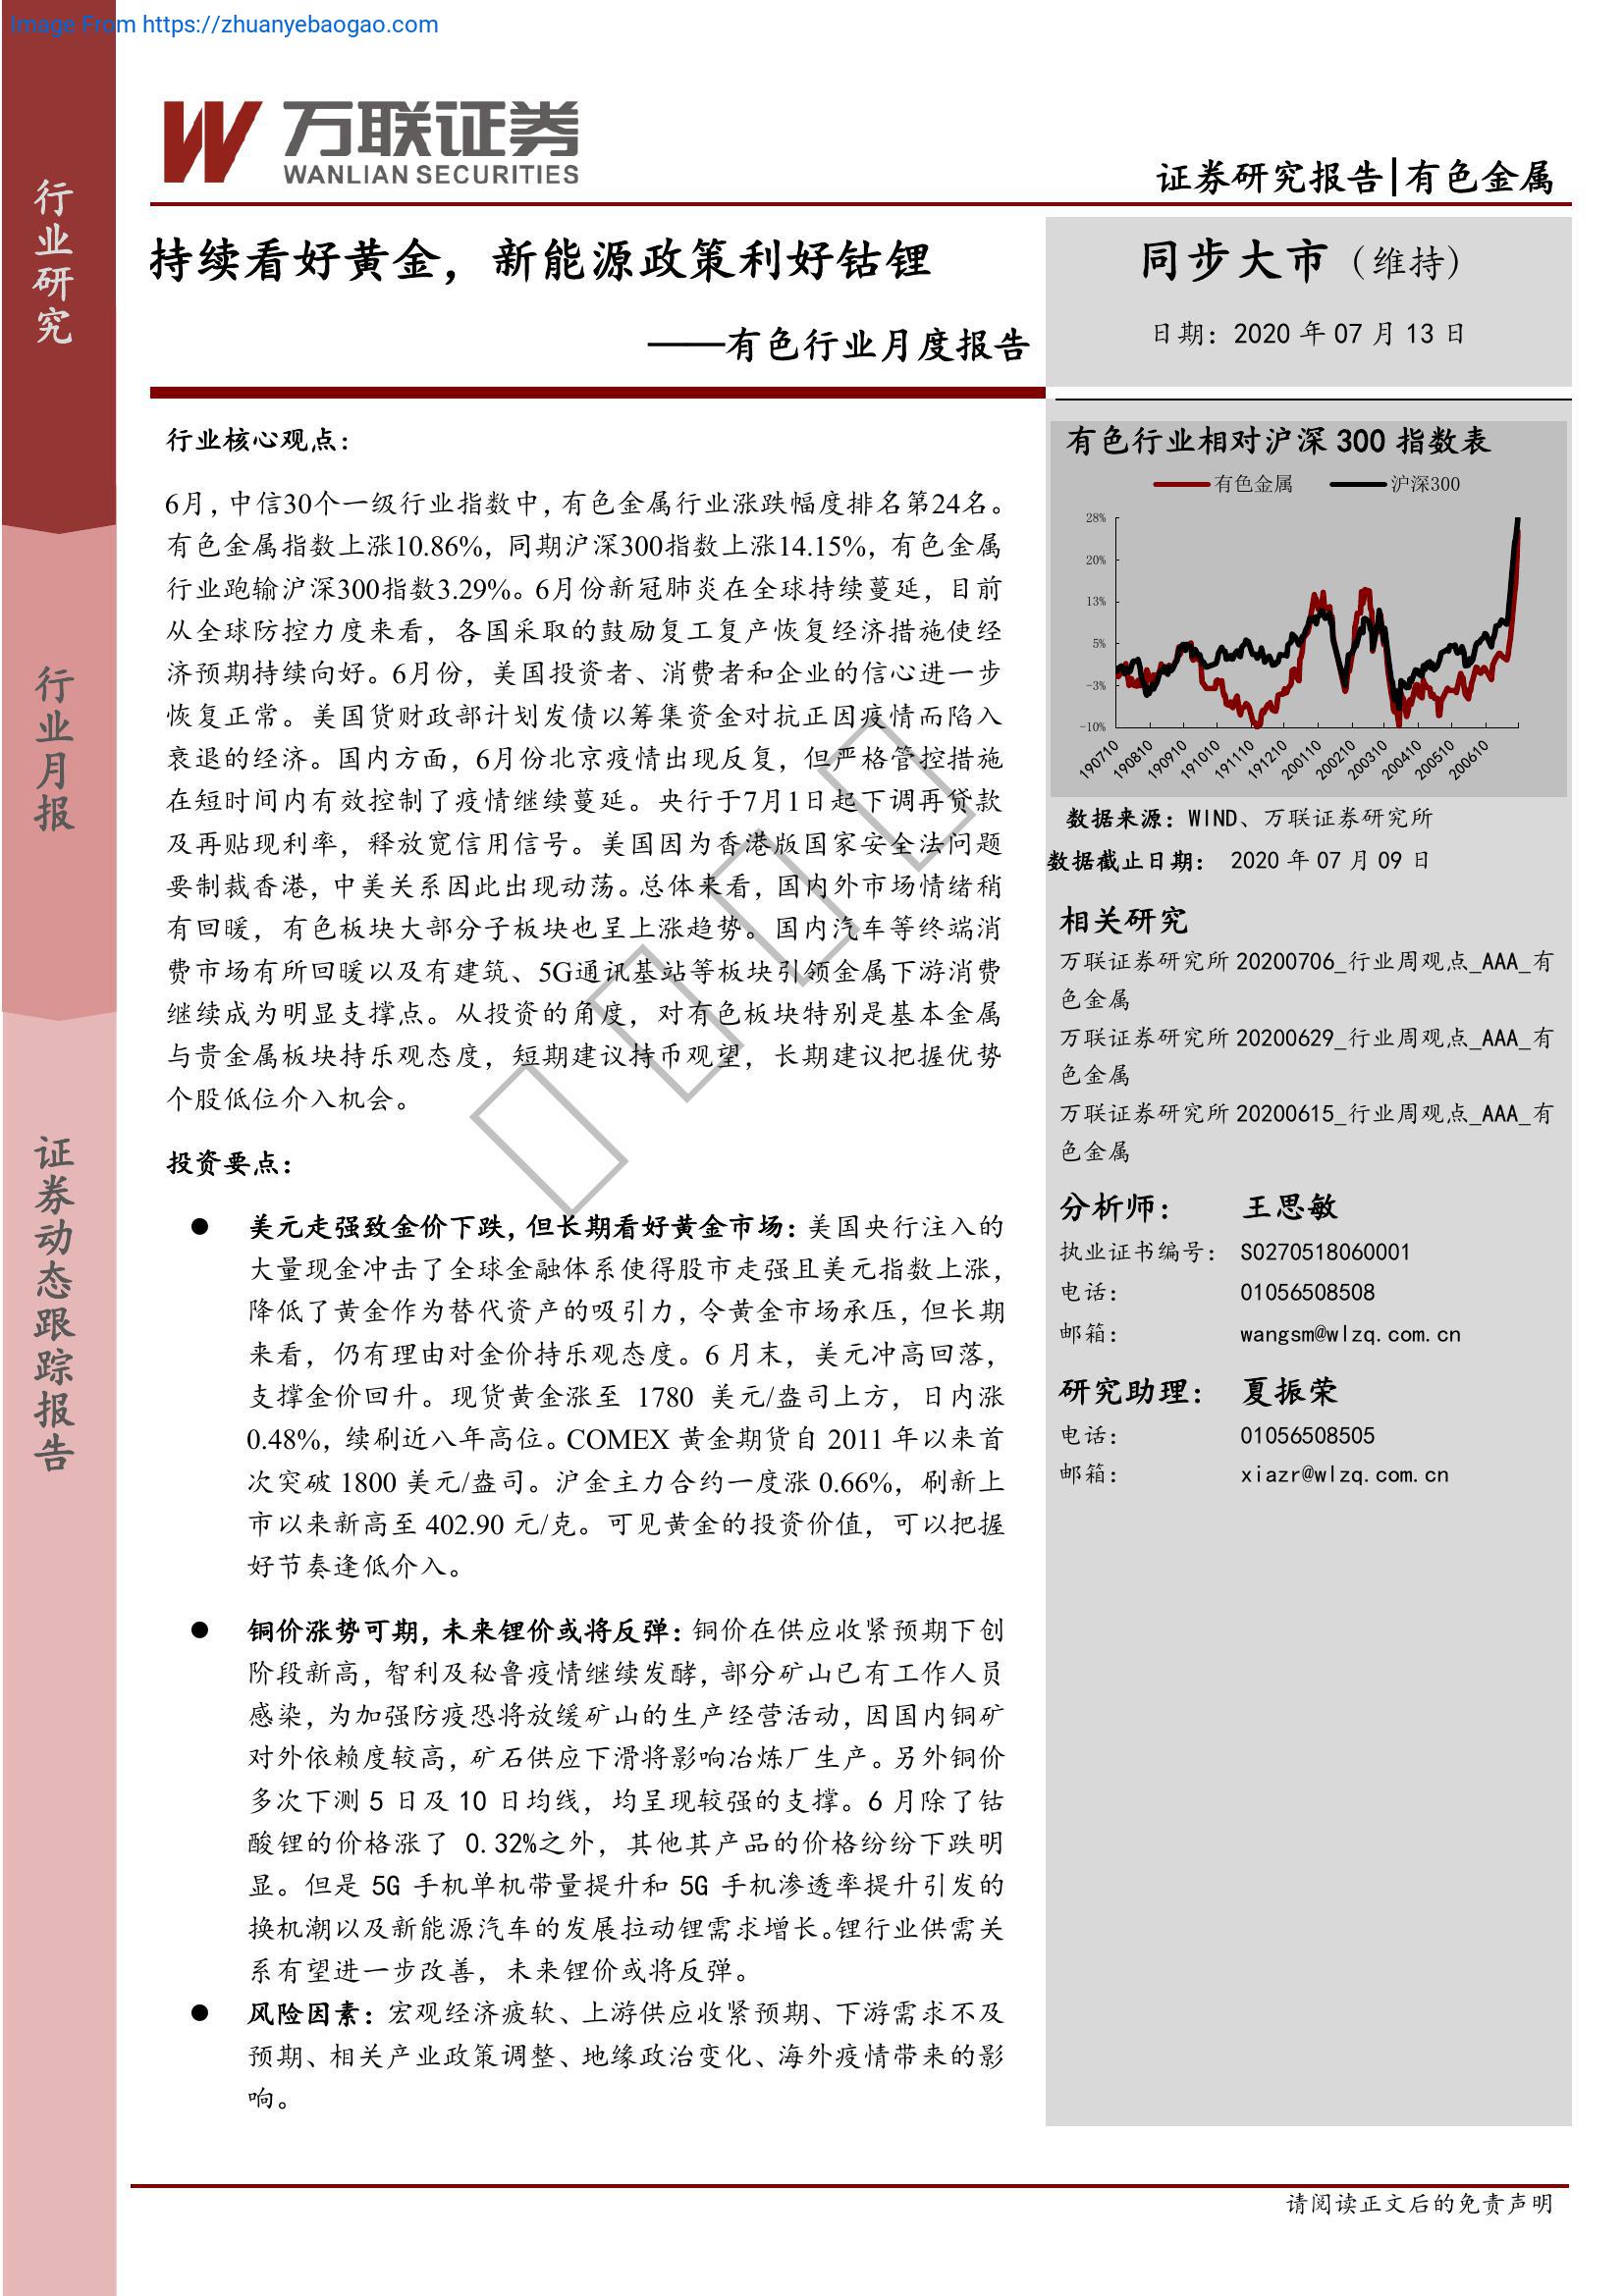 Image From https://zhuanyebaogao.com
万联证券
WANLIAN SECURITIES
证券研究报告|有色金属
行业研究
行业月报
证券动态跟踪报告
持续看好黄金，新能源政策利好钴锂
——有色行业月度报告
同步大市（维持）
日期：2020 年 07 月 13 日
行业核心观点：
6月，中信30个一级行业指数中，有色金属行业涨跌幅度排名第24名。
有色金属指数上涨10.86%，同期沪深300指数上涨14.15%，有色金属
行业跑输沪深300指数3.29%。6月份新冠肺炎在全球持续蔓延，目前
从全球防控力度来看，各国采取的鼓励复工复产恢复经济措施使经
济预期持续向好。6月份，美国投资者、消费者和企业的信心进一步
恢复正常。美国货财政部计划发债以筹集资金对抗正因疫情而陷入
衰退的经济。国内方面，6月份北京疫情出现反复，但严格管控措施
在短时间内有效控制了疫情继续蔓延。央行于7月1日起下调再贷款
及再贴现利率，释放宽信用信号。美国因为香港版国家安全法问题
要制裁香港，中美关系因此出现动荡。总体来看，国内外市场情绪稍
有回暖，有色板块大部分子板块也呈上涨趋势。国内汽车等终端消
费市场有所回暖以及有建筑、5G通讯基站等板块引领金属下游消费
继续成为明显支撑点。从投资的角度，对有色板块特别是基本金属
与贵金属板块持乐观态度，短期建议持币观望，长期建议把握优势
个股低位介入机会。
投资要点：
● 美元走强致金价下跌，但长期看好黄金市场：美国央行注入的
大量现金冲击了全球金融体系使得股市走强且美元指数上涨，
降低了黄金作为替代资产的吸引力，令黄金市场承压，但长期
来看，仍有理由对金价持乐观态度。6 月末，美元冲高回落，
支撑金价回升。现货黄金涨至 1780 美元/盎司上方，日内涨
0.48%，续刷近八年高位。COMEX 黄金期货自 2011 年以来首
次突破 1800 美元/盎司。沪金主力合约一度涨 0.66%，刷新上
市以来新高至 402.90 元/克。可见黄金的投资价值，可以把握
好节奏逢低介入。
● 铜价涨势可期，未来锂价或将反弹：铜价在供应收紧预期下创
阶段新高，智利及秘鲁疫情继续发酵，部分矿山已有工作人员
感染，为加强防疫恐将放缓矿山的生产经营活动，因国内铜矿
对外依赖度较高，矿石供应下滑将影响冶炼厂生产。另外铜价
多次下测 5 日及 10 日均线，均呈现较强的支撑。6 月除了钴
酸锂的价格涨了 0.32%之外，其他其产品的价格纷纷下跌明
显。但是 5G 手机单机带量提升和 5G 手机渗透率提升引发的
换机潮以及新能源汽车的发展拉动锂需求增长。锂行业供需关
系有望进一步改善，未来锂价或将反弹。
● 风险因素：宏观经济疲软、上游供应收紧预期、下游需求不及
预期、相关产业政策调整、地缘政治变化、海外疫情带来的影
响。
有色行业相对沪深 300 指数表
有色金属 沪深300
28%
20%
13%
5%
-3%
-10%
190710 190810 190910 191010 191110 191210 200110 200210 200310 200410 200510 200610
数据来源：WIND、万联证券研究所
数据截止日期： 2020 年 07 月 09 日
相关研究
万联证券研究所 20200706_行业周观点_AAA_有
色金属
万联证券研究所 20200629_行业周观点_AAA_有
色金属
万联证券研究所 20200615_行业周观点_AAA_有
色金属
分析师： 王思敏
执业证书编号： S0270518060001
电话： 01056508508
邮箱： wangsm@wlzq.com.cn
研究助理： 夏振荣
电话： 01056508505
邮箱： xiazr@wlzq.com.cn
请阅读正文后的免责声明